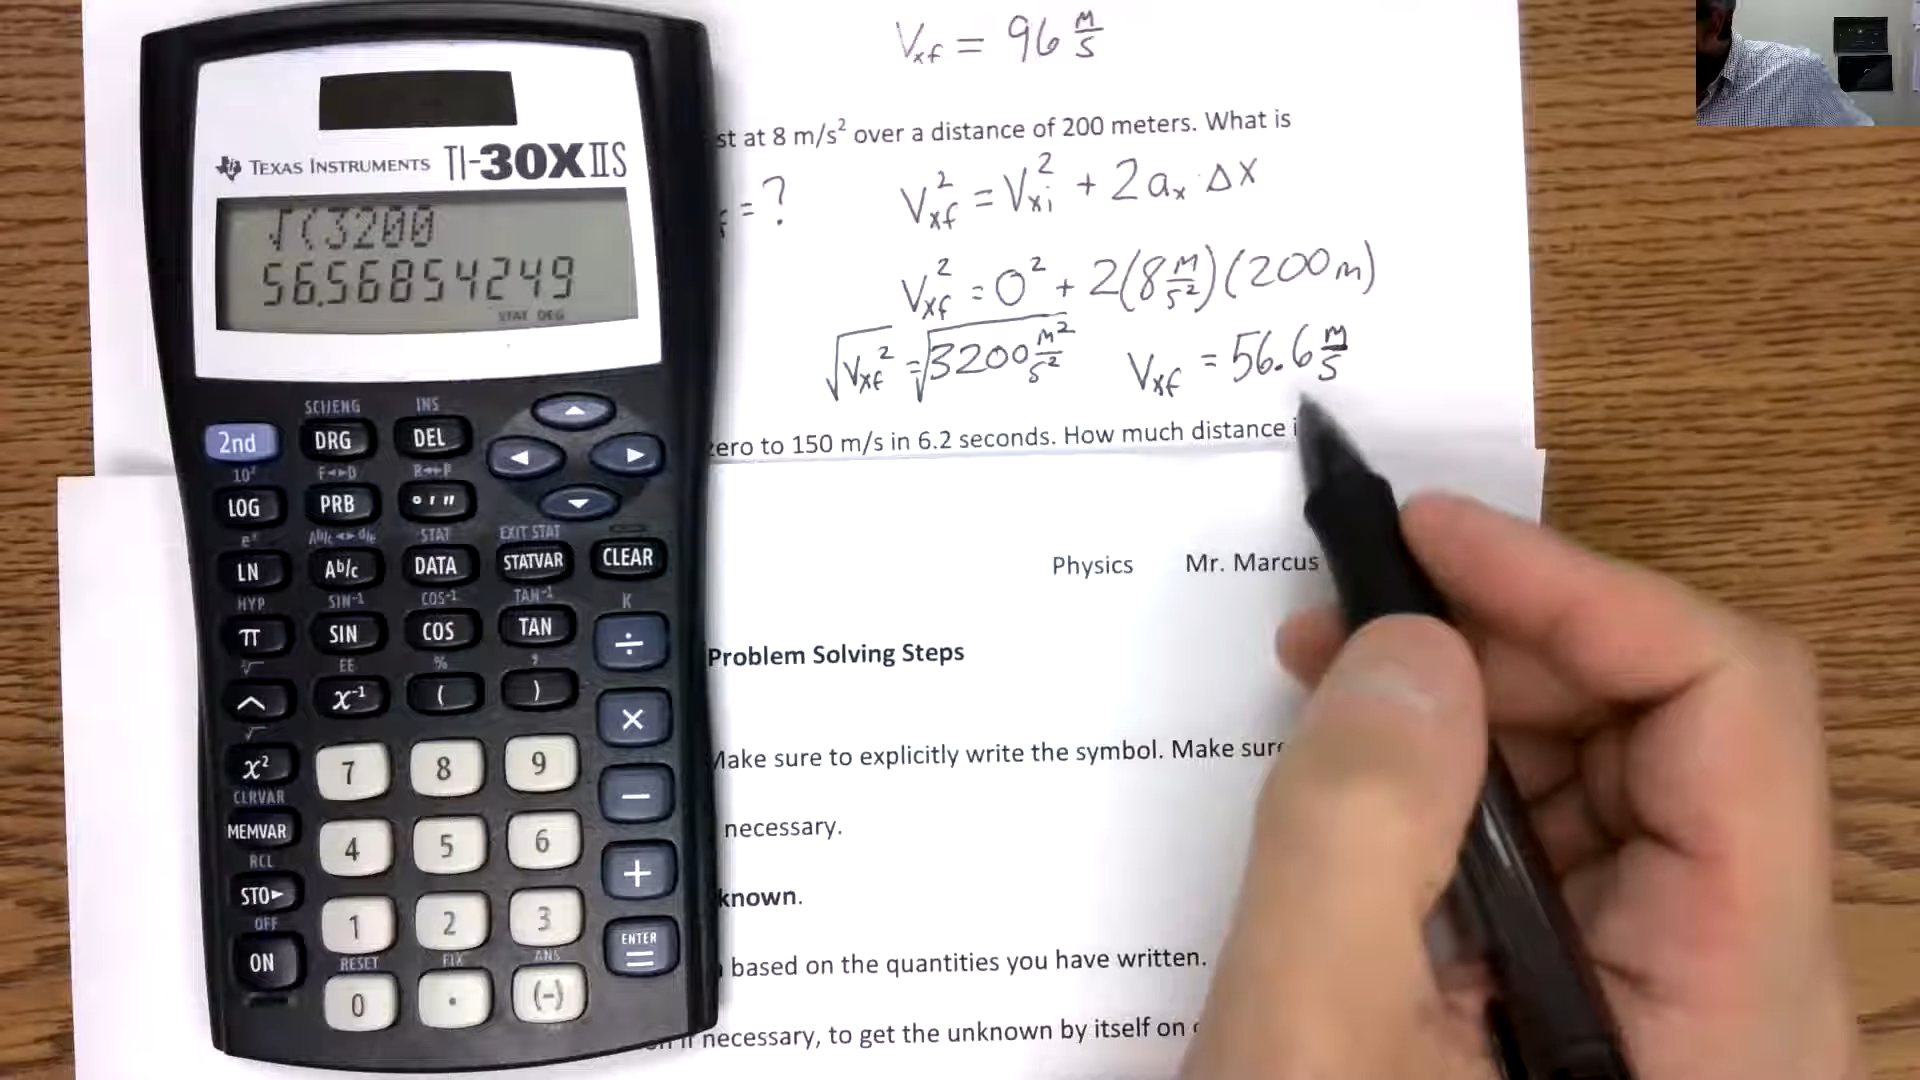 TEXAS INSTRUMENTS TI-30X IIS
√(3200
56.56854249
STAT DEG
SCI/ENG INS
2nd DRG DEL
LOG PRB ° ' "
STAT EXIT STAT
LN Ab/c DATA STATVAR CLEAR
HYP SIN⁻¹ COS⁻¹ TAN⁻¹ K
π SIN COS TAN ÷
EE % ,
^ x⁻¹ ( ) ×
√
x² 7 8 9 −
CLRVAR
MEMVAR 4 5 6 +
RCL
STO► 1 2 3 ENTER =
OFF RESET FIX ANS
ON 0 . (−)
Vxf = 96 m/s
st at 8 m/s² over a distance of 200 meters. What is
= ? Vxf² = Vxi² + 2ax Δx
Vxf² = 0² + 2(8 m/s²)(200m)
√Vxf² = √3200 m²/s² Vxf = 56.6 m/s
zero to 150 m/s in 6.2 seconds. How much distance
Physics Mr. Marcus
Problem Solving Steps
Make sure to explicitly write the symbol. Make sure
necessary.
known.
based on the quantities you have written.
necessary, to get the unknown by itself on